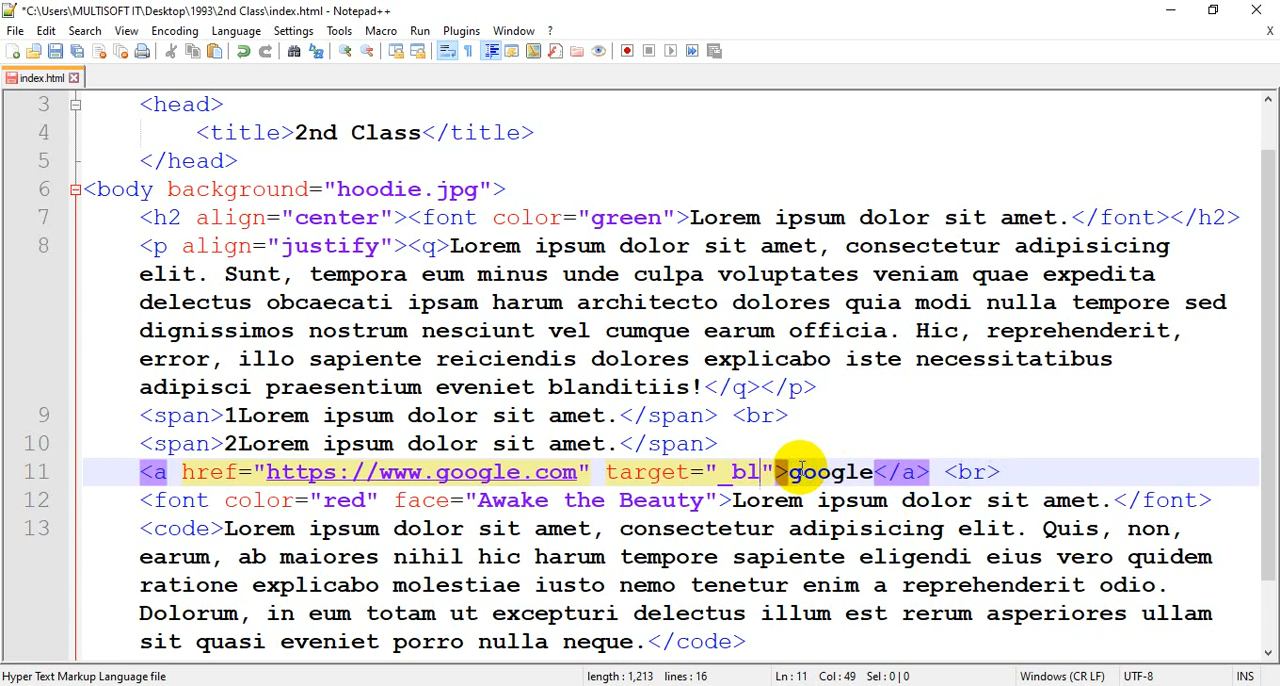 *C:\Users\MULTISOFT IT\Desktop\1993\2nd Class\index.html - Notepad++
File Edit Search View Encoding Language Settings Tools Macro Run Plugins Window ? X
index.html
3 <head>
4 <title>2nd Class</title>
5 </head>
6 <body background="hoodie.jpg">
7 <h2 align="center"><font color="green">Lorem ipsum dolor sit amet.</font></h2>
8 <p align="justify"><q>Lorem ipsum dolor sit amet, consectetur adipisicing
elit. Sunt, tempora eum minus unde culpa voluptates veniam quae expedita
delectus obcaecati ipsam harum architecto dolores quia modi nulla tempore sed
dignissimos nostrum nesciunt vel cumque earum officia. Hic, reprehenderit,
error, illo sapiente reiciendis dolores explicabo iste necessitatibus
adipisci praesentium eveniet blanditiis!</q></p>
9 <span>1Lorem ipsum dolor sit amet.</span> <br>
10 <span>2Lorem ipsum dolor sit amet.</span>
11 <a href="https://www.google.com" target="_bl">google</a> <br>
12 <font color="red" face="Awake the Beauty">Lorem ipsum dolor sit amet.</font>
13 <code>Lorem ipsum dolor sit amet, consectetur adipisicing elit. Quis, non,
earum, ab maiores nihil hic harum tempore sapiente eligendi eius vero quidem
ratione explicabo molestiae iusto nemo tenetur enim a reprehenderit odio.
Dolorum, in eum totam ut excepturi delectus illum est rerum asperiores ullam
sit quasi eveniet porro nulla neque.</code>
Hyper Text Markup Language file length : 1,213 lines : 16 Ln : 11 Col : 49 Sel : 0 | 0 Windows (CR LF) UTF-8 INS